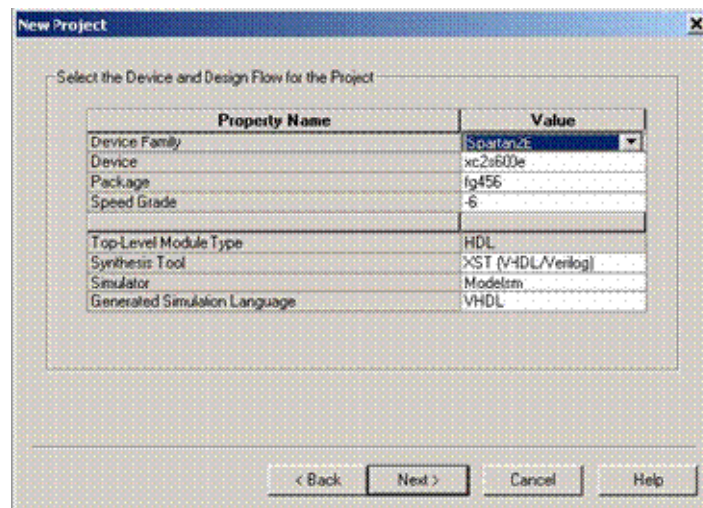 New Project
Select the Device and Design Flow for the Project
Property Name Value
Device Family Spartan2E
Device xc2s600e
Package fg456
Speed Grade -6
Top-Level Module Type HDL
Synthesis Tool XST (VHDL/Verilog)
Simulator Modelsim
Generated Simulation Language VHDL
< Back Next > Cancel Help